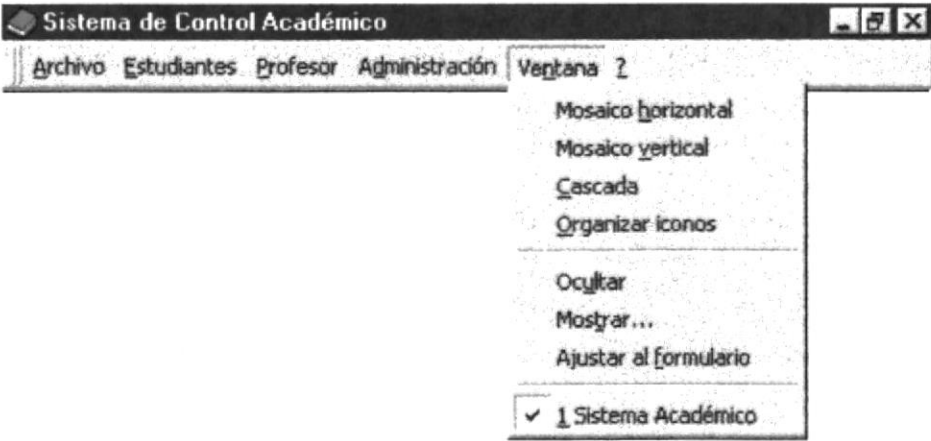 Sistema de Control Académico
Archivo Estudiantes Profesor Administración Ventana ?
Mosaico horizontal
Mosaico vertical
Cascada
Organizar iconos
Ocultar
Mostrar...
Ajustar al formulario
1 Sistema Académico